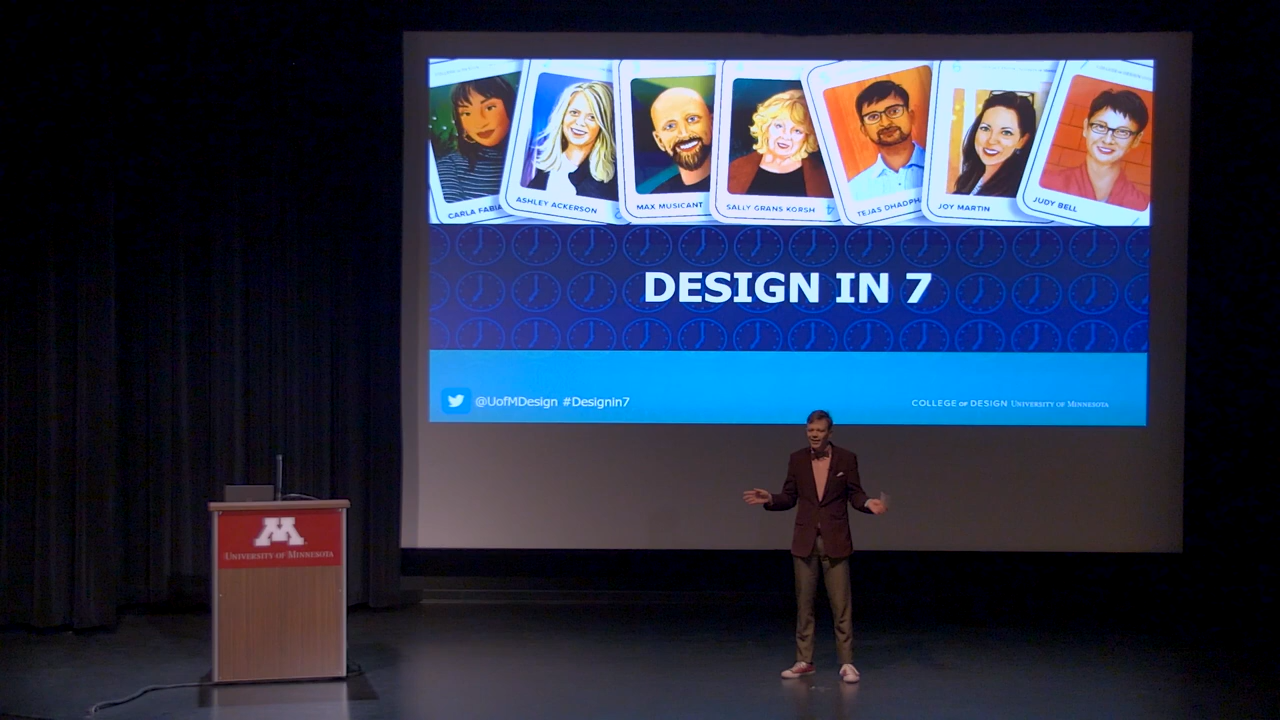 CARLA FABIA
ASHLEY ACKERSON
MAX MUSICANT
SALLY GRANS KORSH
TEJAS DHADPH
JOY MARTIN
JUDY BELL
DESIGN IN 7
@UofMDesign #Designin7
COLLEGE OF DESIGN UNIVERSITY OF MINNESOTA
M
UNIVERSITY OF MINNESOTA